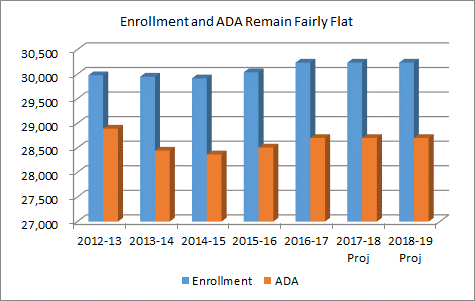 Enrollment and ADA Remain Fairly Flat
30,500
30,000
29,500
29,000
28,500
28,000
27,500
27,000
2012-13 2013-14 2014-15 2015-16 2016-17 2017-18 2018-19
Proj Proj
Enrollment ADA